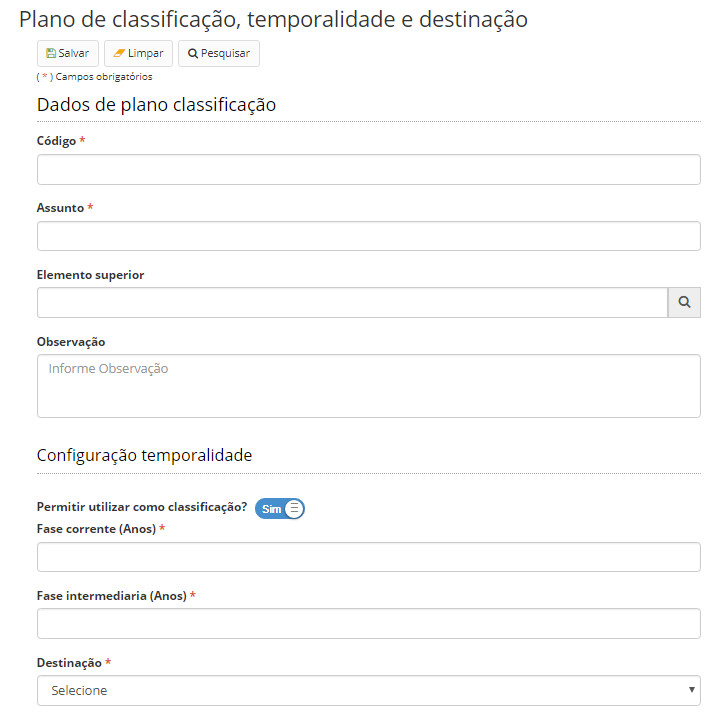 Plano de classificação, temporalidade e destinação
Salvar Limpar Pesquisar
( * ) Campos obrigatórios
Dados de plano classificação
Código *
Assunto *
Elemento superior
Observação
Informe Observação
Configuração temporalidade
Permitir utilizar como classificação? Sim
Fase corrente (Anos) *
Fase intermediaria (Anos) *
Destinação *
Selecione